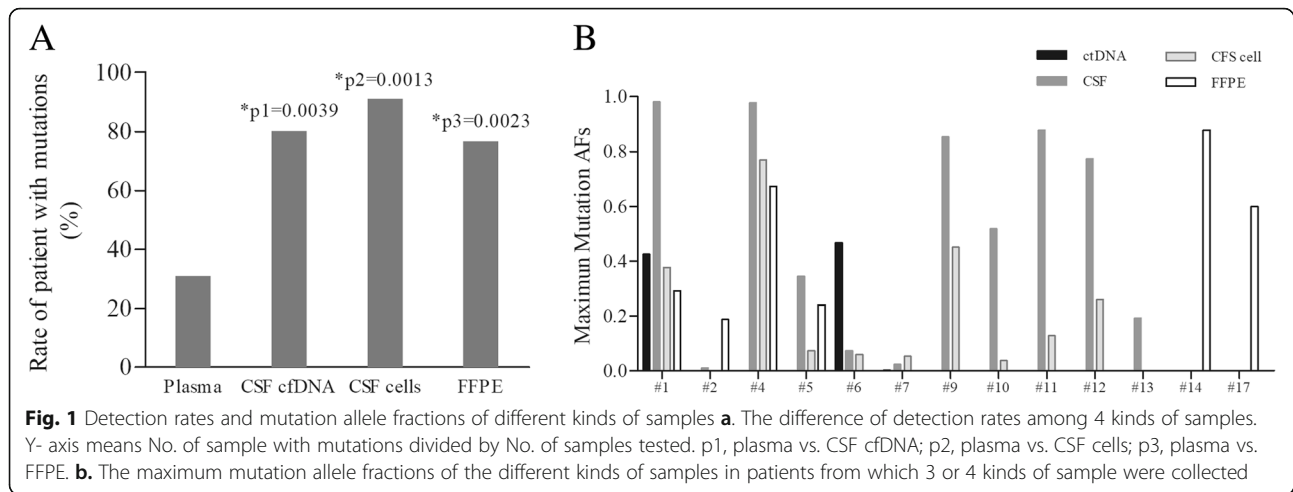 A
B
Rate of patient with mutations
(%)
100
80
60
40
20
0
*p1=0.0039
*p2=0.0013
*p3=0.0023
Plasma CSF cfDNA CSF cells FFPE
ctDNA
CSF
CFS cell
FFPE
Maximun Mutation AFs
1.0
0.8
0.6
0.4
0.2
0.0
#1 #2 #4 #5 #6 #7 #9 #10 #11 #12 #13 #14 #17
Fig. 1 Detection rates and mutation allele fractions of different kinds of samples a. The difference of detection rates among 4 kinds of samples.
Y- axis means No. of sample with mutations divided by No. of samples tested. p1, plasma vs. CSF cfDNA; p2, plasma vs. CSF cells; p3, plasma vs.
FFPE. b. The maximum mutation allele fractions of the different kinds of samples in patients from which 3 or 4 kinds of sample were collected